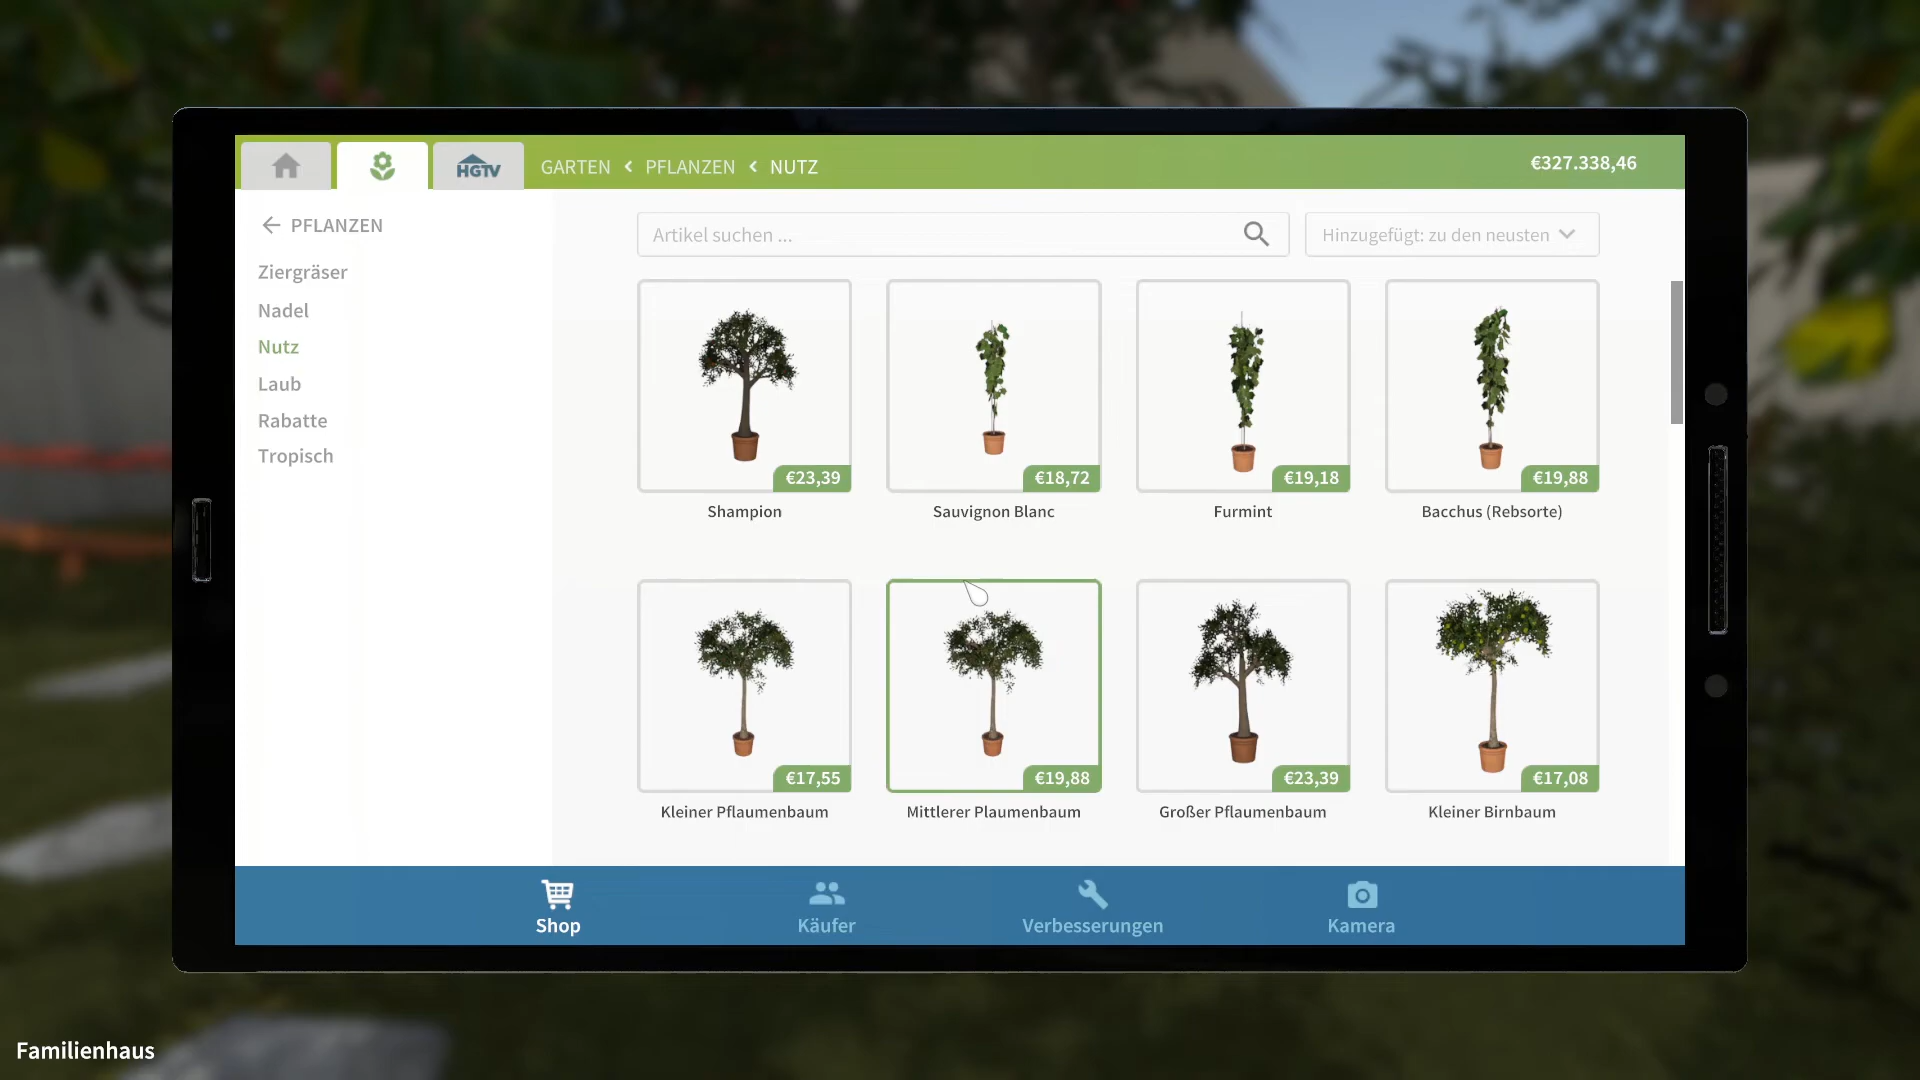 HGTV
GARTEN < PFLANZEN < NUTZ
€327.338,46
PFLANZEN
Ziergräser
Nadel
Nutz
Laub
Rabatte
Tropisch
Artikel suchen ...
Hinzugefügt: zu den neusten
€23,39
€18,72
€19,18
€19,88
Shampion
Sauvignon Blanc
Furmint
Bacchus (Rebsorte)
€17,55
€19,88
€23,39
€17,08
Kleiner Pflaumenbaum
Mittlerer Plaumenbaum
Großer Pflaumenbaum
Kleiner Birnbaum
Shop
Käufer
Verbesserungen
Kamera
Familienhaus